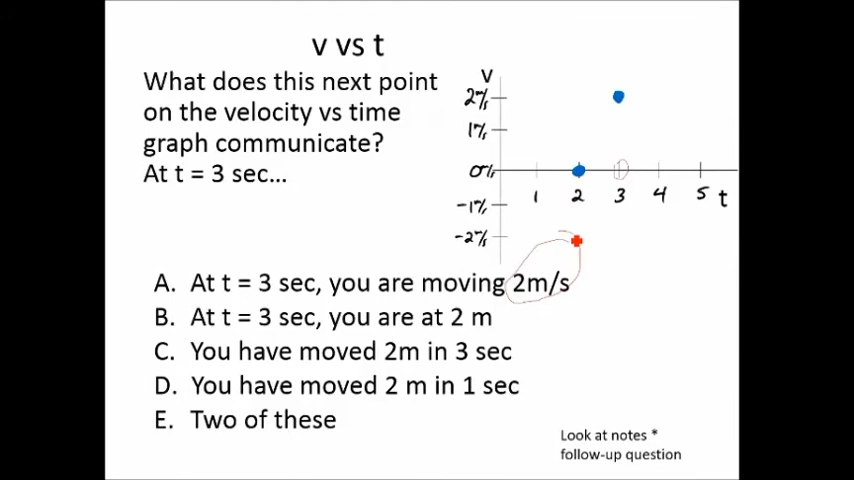 v vs t
What does this next point
on the velocity vs time
graph communicate?
At t = 3 sec...
v
2m/s
1m/s
0m/s
-1m/s
-2m/s
1 2 3 4 5 t
A. At t = 3 sec, you are moving 2m/s
B. At t = 3 sec, you are at 2 m
C. You have moved 2m in 3 sec
D. You have moved 2 m in 1 sec
E. Two of these
Look at notes *
follow-up question